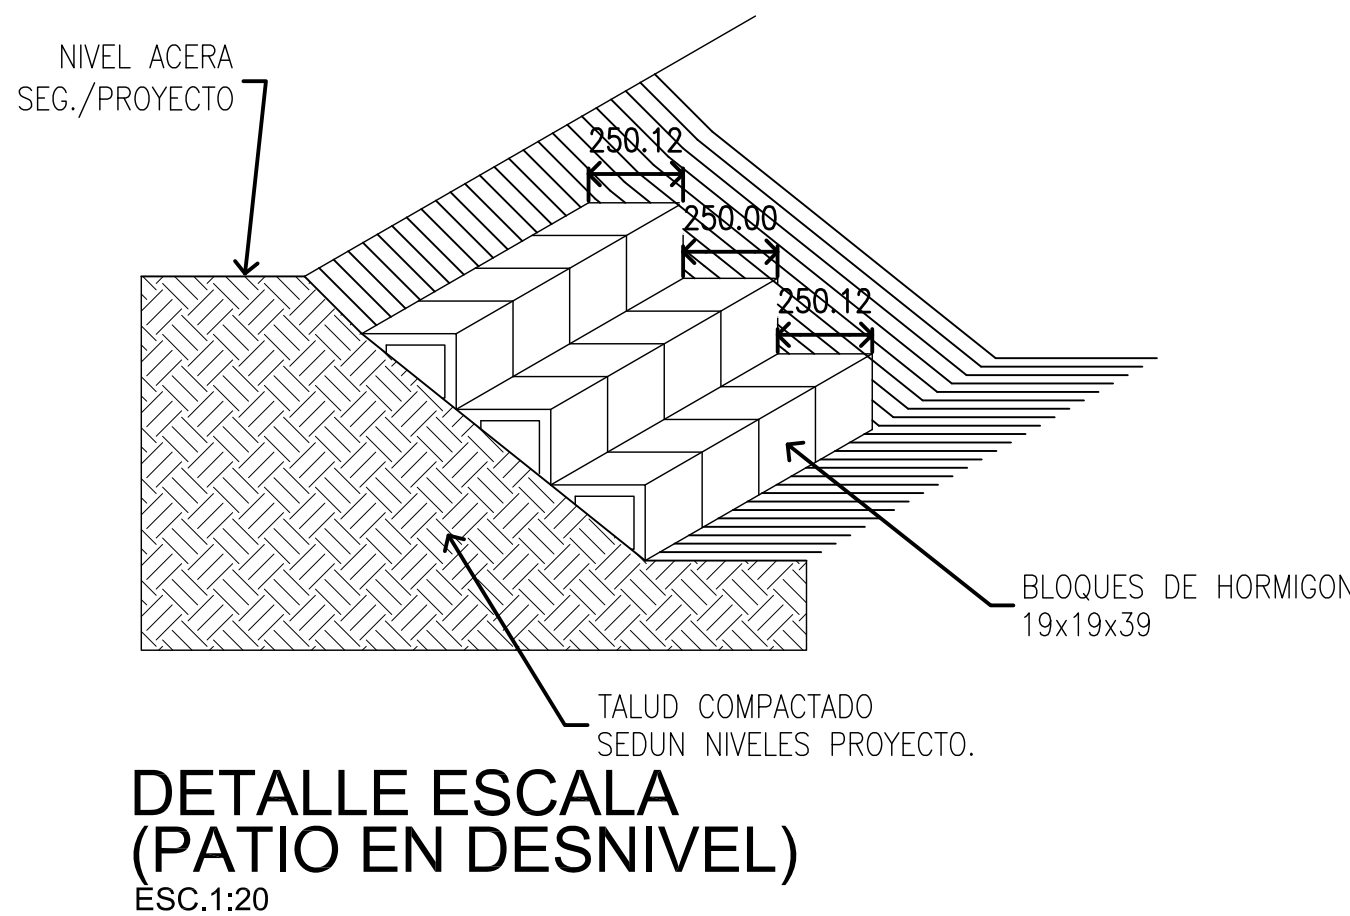 NIVEL ACERA
SEG./PROYECTO
250.12
250.00
250.12
BLOQUES DE HORMIGON
19x19x39
TALUD COMPACTADO
SEDUN NIVELES PROYECTO.
DETALLE ESCALA
(PATIO EN DESNIVEL)
ESC.1:20